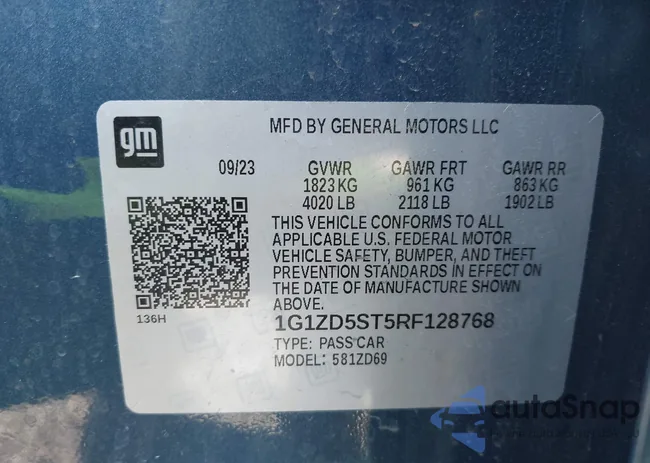 gm
MFD BY GENERAL MOTORS LLC
09/23 GVWR GAWR FRT GAWR RR
1823 KG 961 KG 863 KG
4020 LB 2118 LB 1902 LB
THIS VEHICLE CONFORMS TO ALL
APPLICABLE U.S. FEDERAL MOTOR
VEHICLE SAFETY, BUMPER, AND THEFT
PREVENTION STANDARDS IN EFFECT ON
THE DATE OF MANUFACTURE SHOWN
ABOVE.
136H
1G1ZD5ST5RF128768
TYPE: PASS'CAR
MODEL: 581ZD69
autoSnap